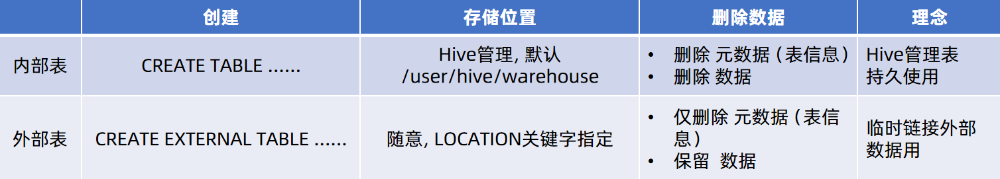 创建
存储位置
删除数据
理念
内部表
CREATE TABLE ......
Hive管理, 默认
/user/hive/warehouse
• 删除 元数据（表信息）
• 删除 数据
Hive管理表
持久使用
外部表
CREATE EXTERNAL TABLE ......
随意, LOCATION关键字指定
• 仅删除 元数据（表信
息）
• 保留 数据
临时链接外部
数据用